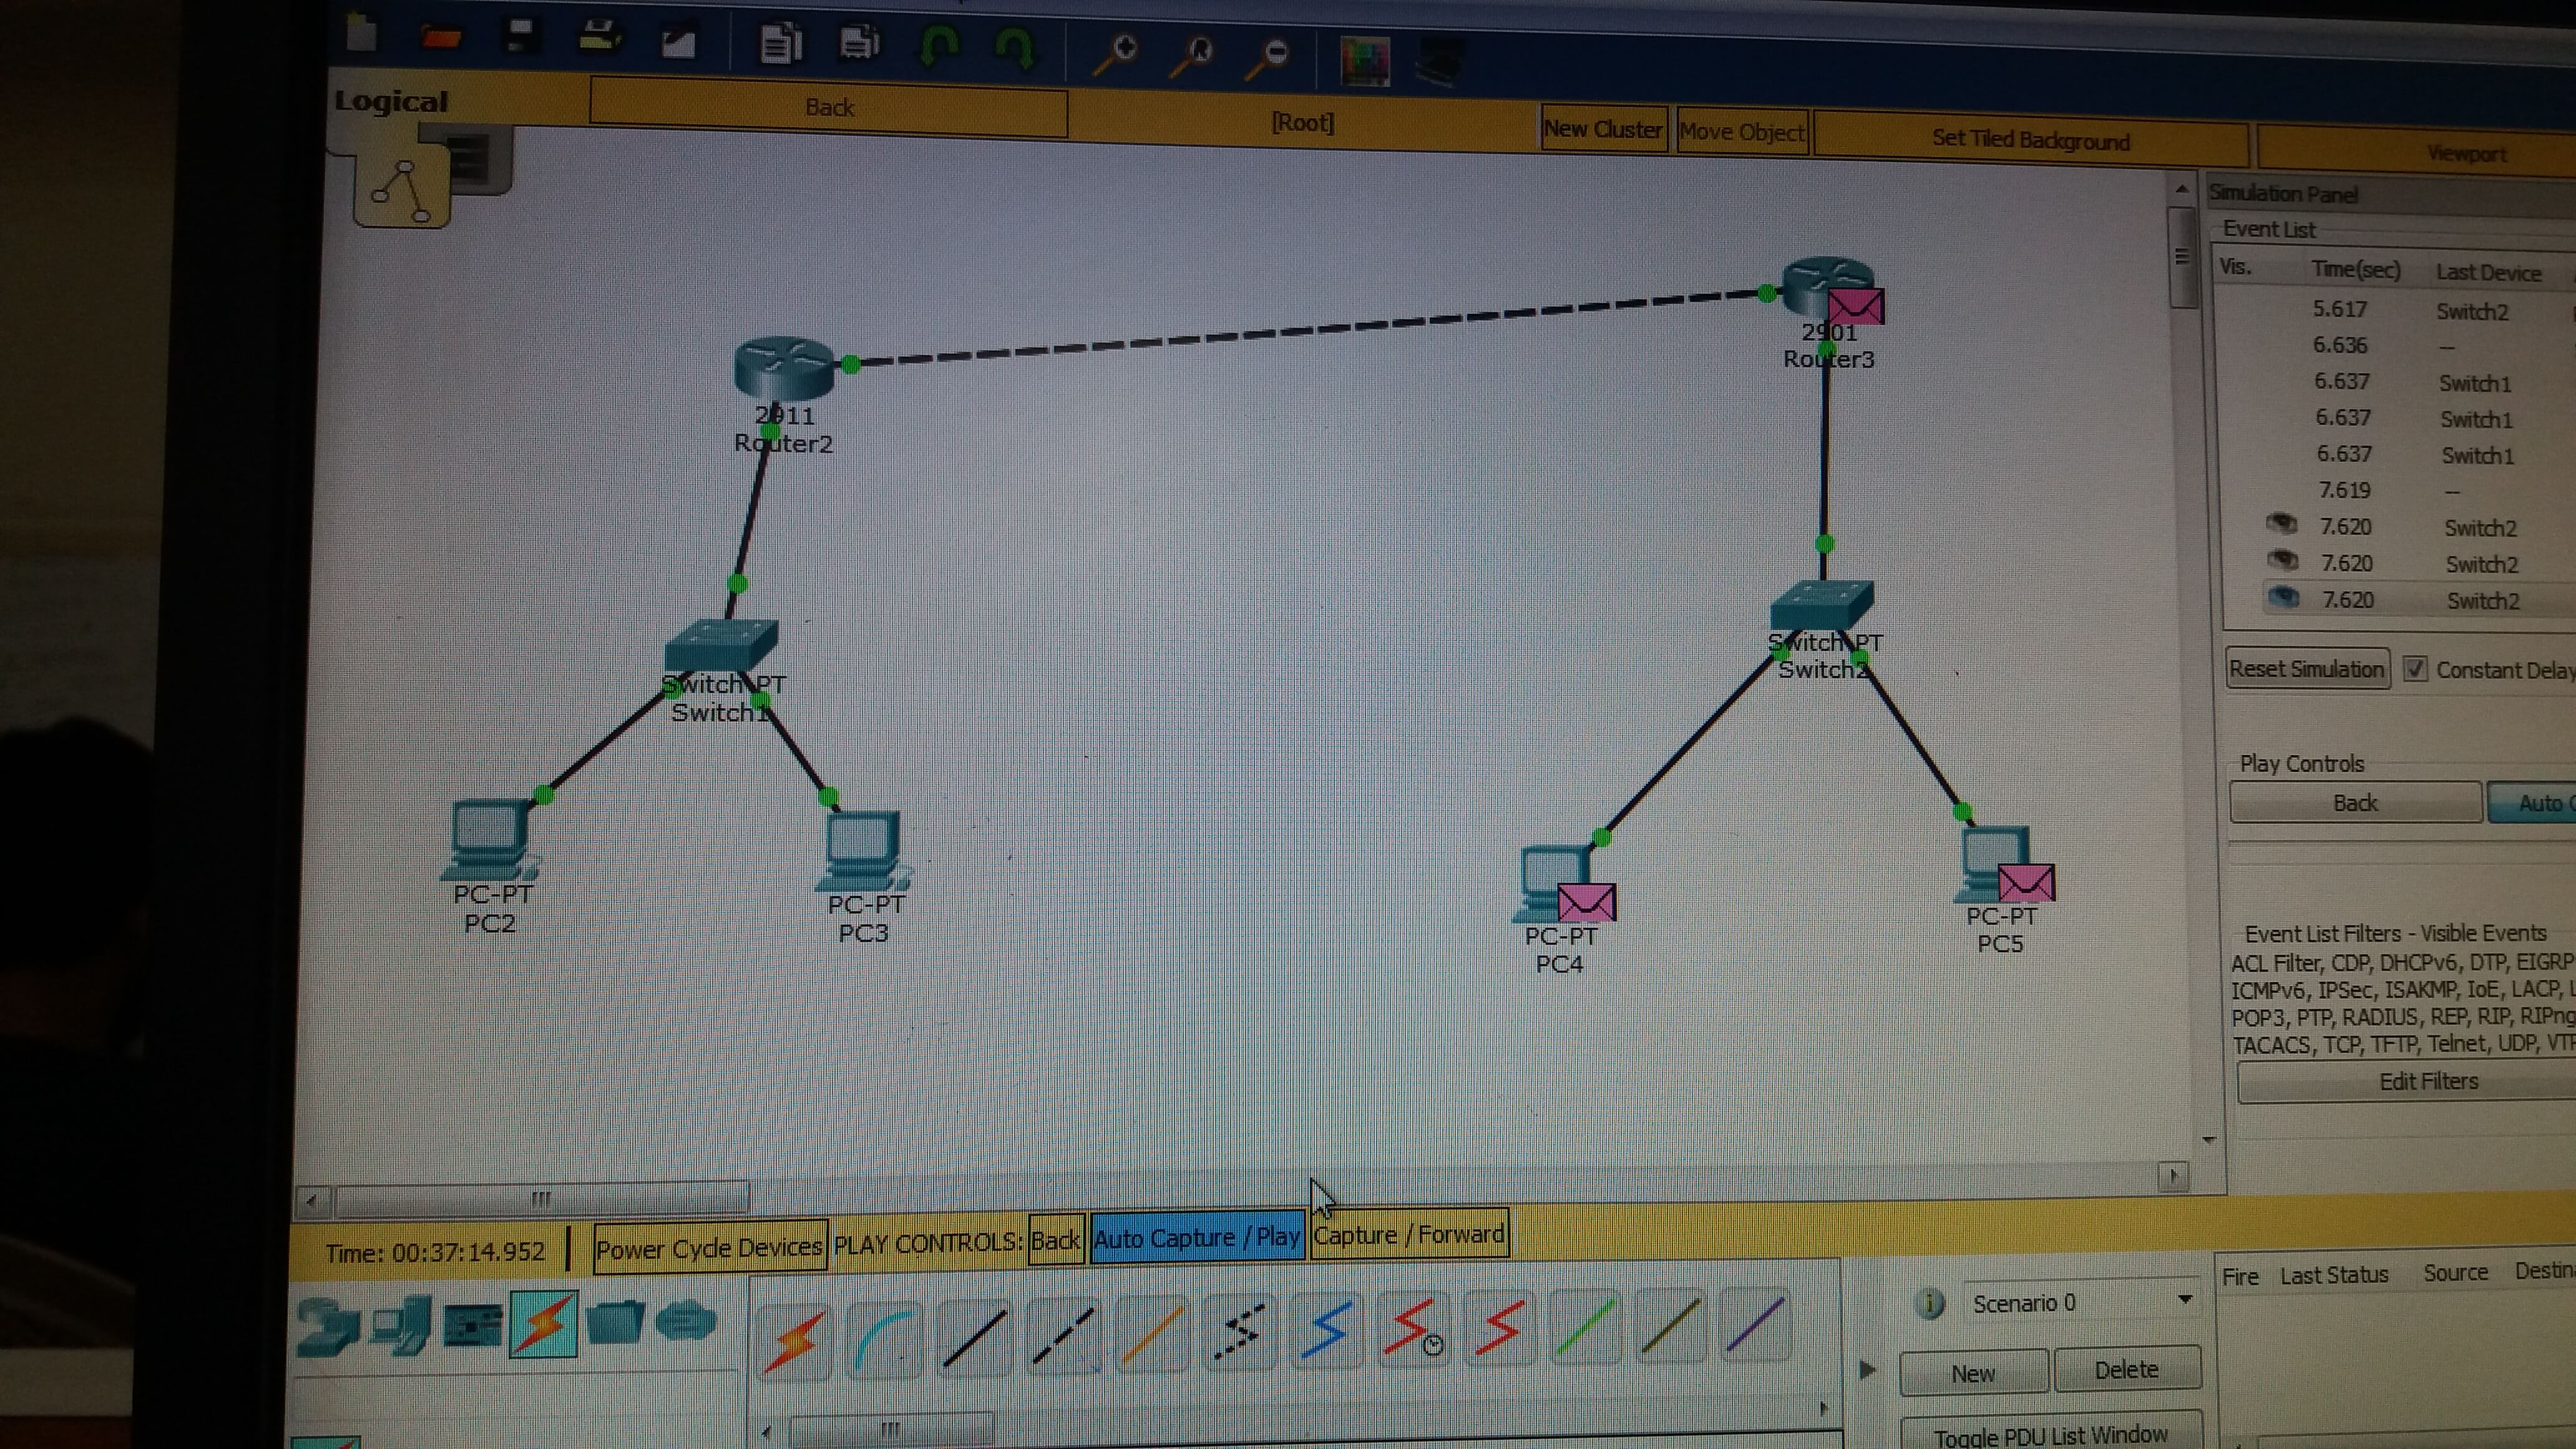 Logical
Back
[Root]
New Cluster
Move Object
Set Tiled Background
Viewport
2911
Router2
2901
Router3
Switch-PT
Switch1
Switch-PT
Switch2
PC-PT
PC2
PC-PT
PC3
PC-PT
PC4
PC-PT
PC5
Simulation Panel
Event List
Vis. Time(sec) Last Device
5.617 Switch2
6.636 --
6.637 Switch1
6.637 Switch1
6.637 Switch1
7.619 --
7.620 Switch2
7.620 Switch2
7.620 Switch2
Reset Simulation Constant Delay
Play Controls
Back Auto
Event List Filters - Visible Events
ACL Filter, CDP, DHCPv6, DTP, EIGRP
ICMPv6, IPSec, ISAKMP, IoE, LACP, L
POP3, PTP, RADIUS, REP, RIP, RIPng
TACACS, TCP, TFTP, Telnet, UDP, VTP
Edit Filters
Time: 00:37:14.952 Power Cycle Devices PLAY CONTROLS: Back Auto Capture / Play Capture / Forward
Scenario 0
New Delete
Toggle PDU List Window
Fire Last Status Source Destin